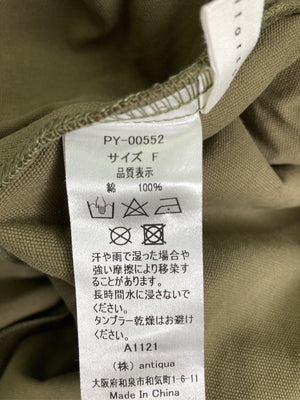 PY-00552
サイズ F
品質表示
綿 100%
汗や雨で湿った場合や
強い摩擦により移染する
ことがあります。
長時間水に浸さないで
ください。
タンブラー乾燥はお避け
ください。
A1121
(株) antiqua
大阪府和泉市和気町1-6-11
Made in China